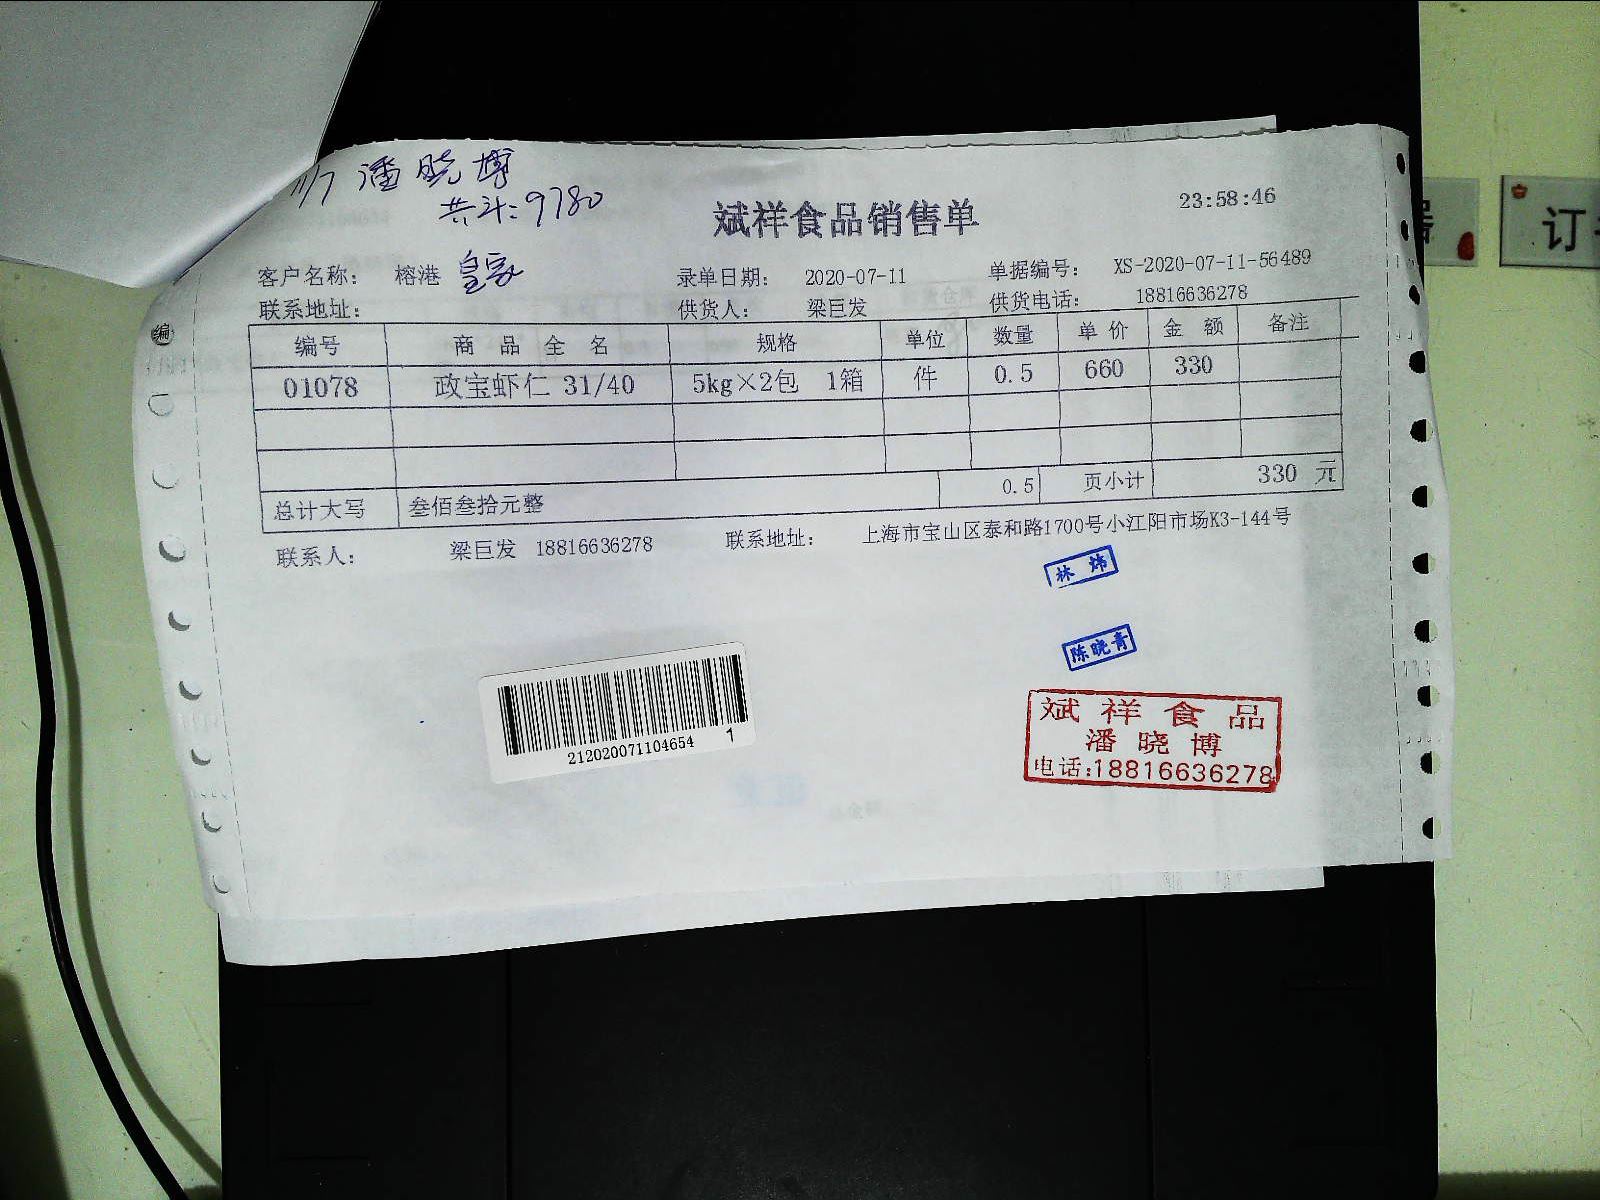 11/7 潘晓博
共计:9780
斌祥食品销售单
23:58:46
客户名称: 榕港 皇家 录单日期: 2020-07-11 单据编号: XS-2020-07-11-56489
联系地址: 供货人: 梁巨发 供货电话: 18816636278
编号 商品全名 规格 单位 数量 单价 金额 备注
01078 政宝虾仁 31/40 5kg×2包 1箱 件 0.5 660 330
总计大写 叁佰叁拾元整 0.5 页小计 330 元
联系人: 梁巨发 18816636278 联系地址: 上海市宝山区泰和路1700号小江阳市场K3-144号
林炜
陈晓青
斌祥食品
潘晓博
电话:18816636278
212020071104654 1
编
订